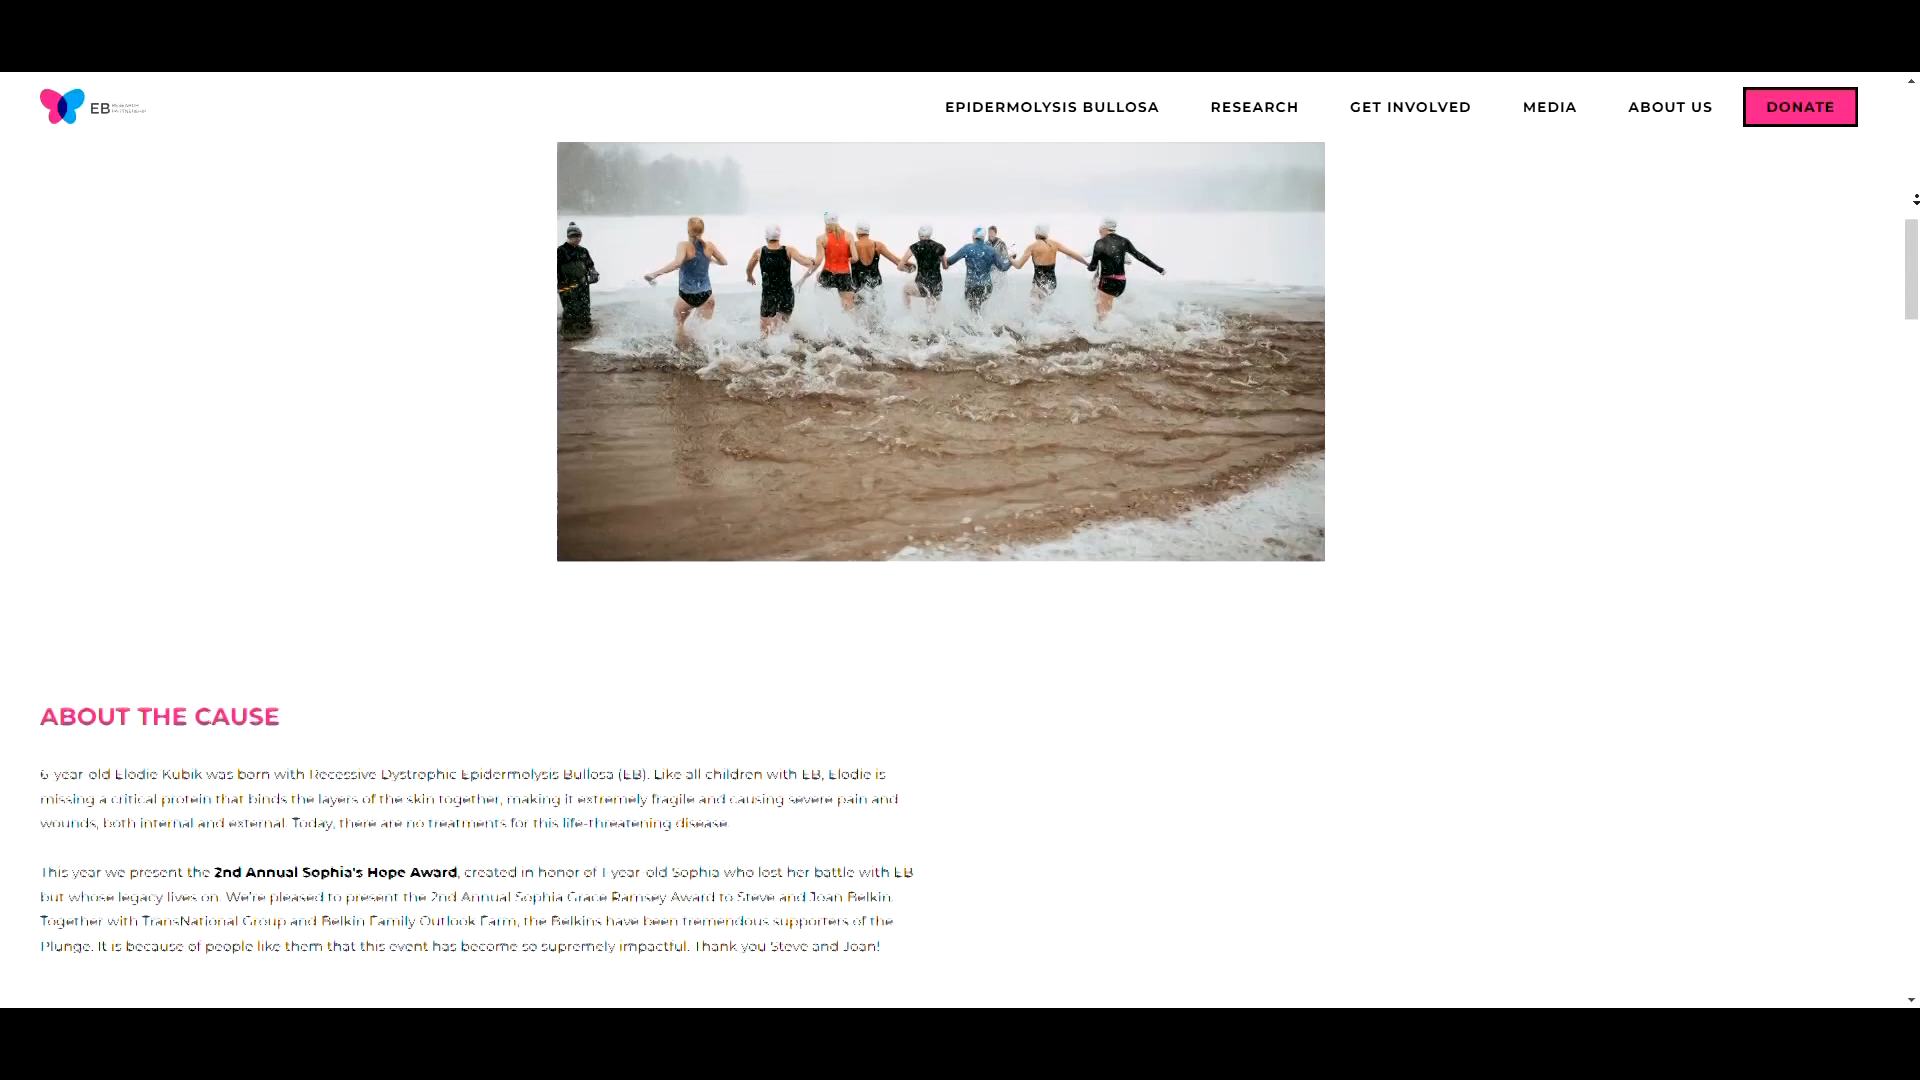 EB RESEARCH PARTNERSHIP
EPIDERMOLYSIS BULLOSA RESEARCH GET INVOLVED MEDIA ABOUT US DONATE
ABOUT THE CAUSE
6-year-old Elodie Kubik was born with Recessive Dystrophic Epidermolysis Bullosa (EB). Like all children with EB, Elodie is
missing a critical protein that binds the layers of the skin together, making it extremely fragile and causing severe pain and
wounds, both internal and external. Today, there are no treatments for this life-threatening disease.
This year we present the 2nd Annual Sophia's Hope Award, created in honor of 1-year-old Sophia who lost her battle with EB
but whose legacy lives on. We're pleased to present the 2nd Annual Sophia Grace Ramsey Award to Steve and Joan Belkin.
Together with TransNational Group and Belkin Family Outlook Farm, the Belkins have been tremendous supporters of the
Plunge. It is because of people like them that this event has become so supremely impactful. Thank you Steve and Joan!